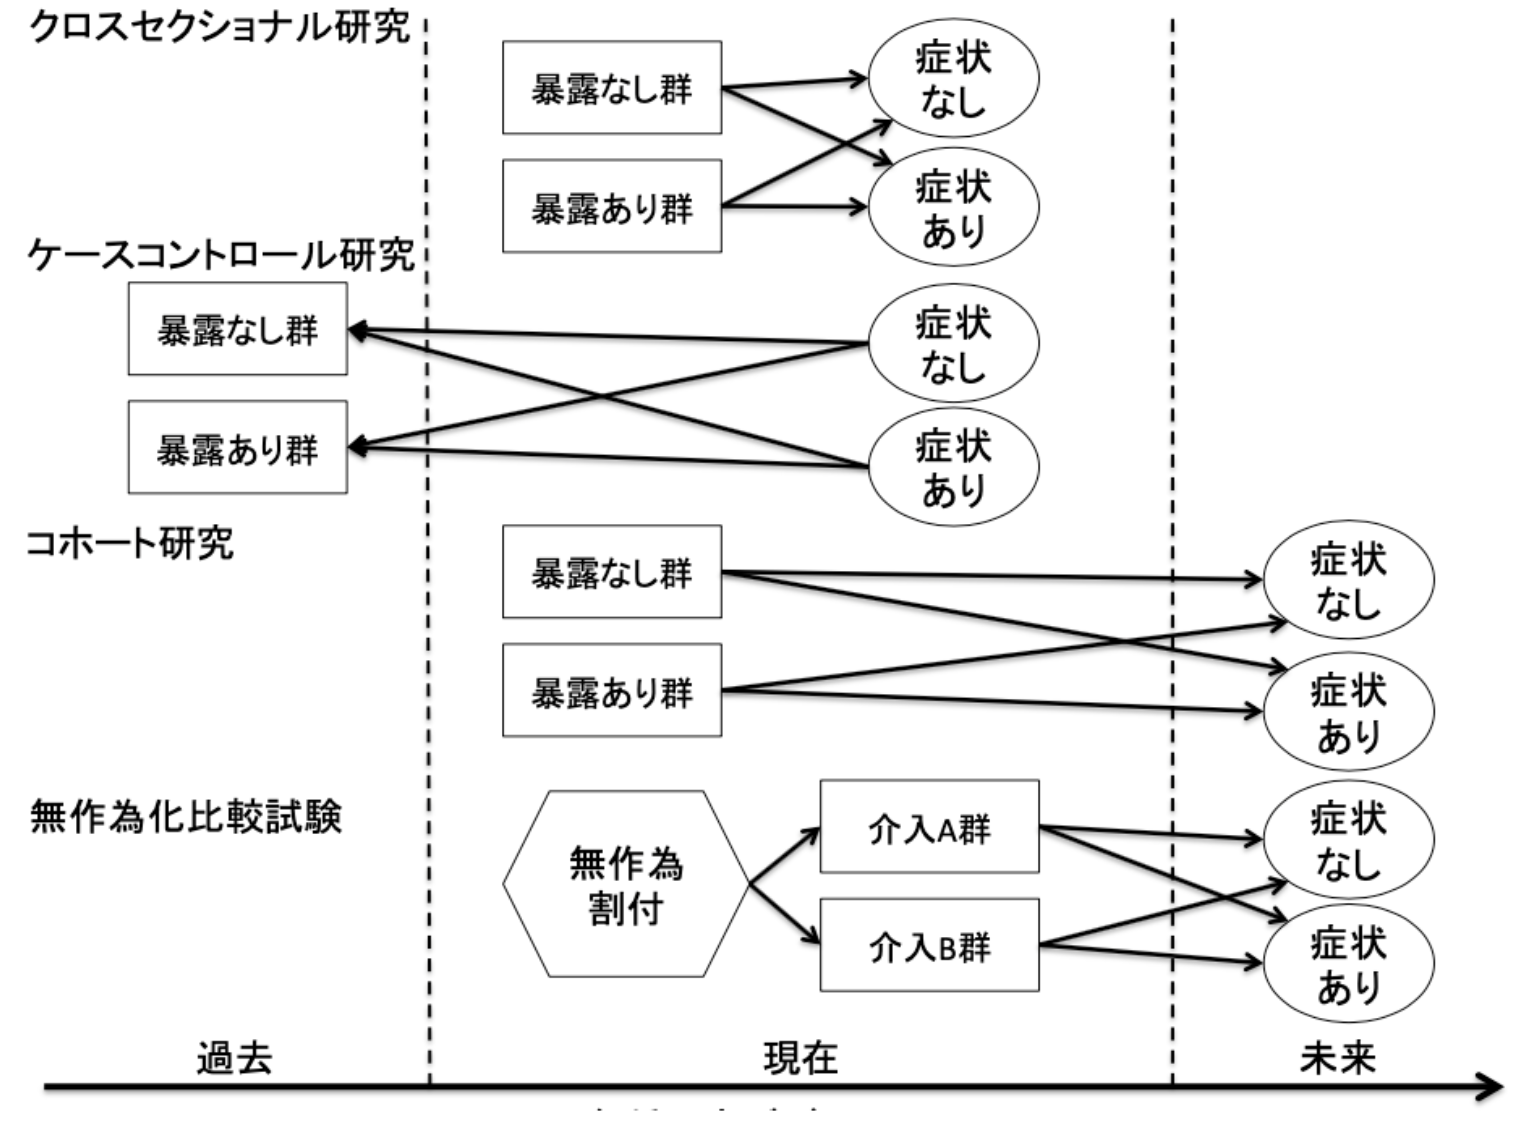 クロスセクショナル研究
暴露なし群
症状
なし
暴露あり群
症状
あり
ケースコントロール研究
暴露なし群
症状
なし
暴露あり群
症状
あり
コホート研究
暴露なし群
症状
なし
暴露あり群
症状
あり
無作為化比較試験
無作為
割付
介入A群
症状
なし
介入B群
症状
あり
過去
現在
未来